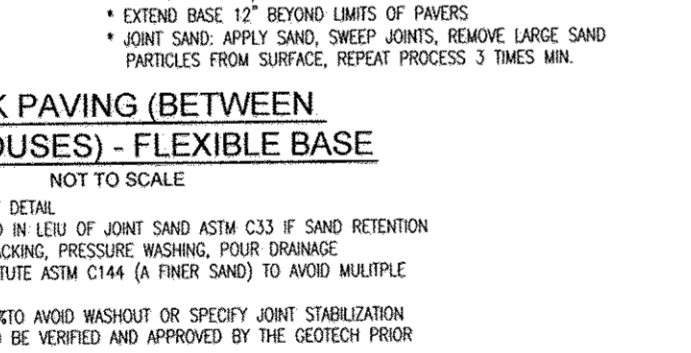 * EXTEND BASE 12" BEYOND LIMITS OF PAVERS
* JOINT SAND: APPLY SAND, SWEEP JOINTS, REMOVE LARGE SAND
PARTICLES FROM SURFACE, REPEAT PROCESS 3 TIMES MIN.
K PAVING (BETWEEN
OUSES) - FLEXIBLE BASE
NOT TO SCALE
DETAIL
IN LEIU OF JOINT SAND ASTM C33 IF SAND RETENTION
ACKING, PRESSURE WASHING, POUR DRAINAGE
TUTE ASTM C144 (A FINER SAND) TO AVOID MULITPLE
%TO AVOID WASHOUT OR SPECIFY JOINT STABILIZATION
BE VERIFIED AND APPROVED BY THE GEOTECH PRIOR